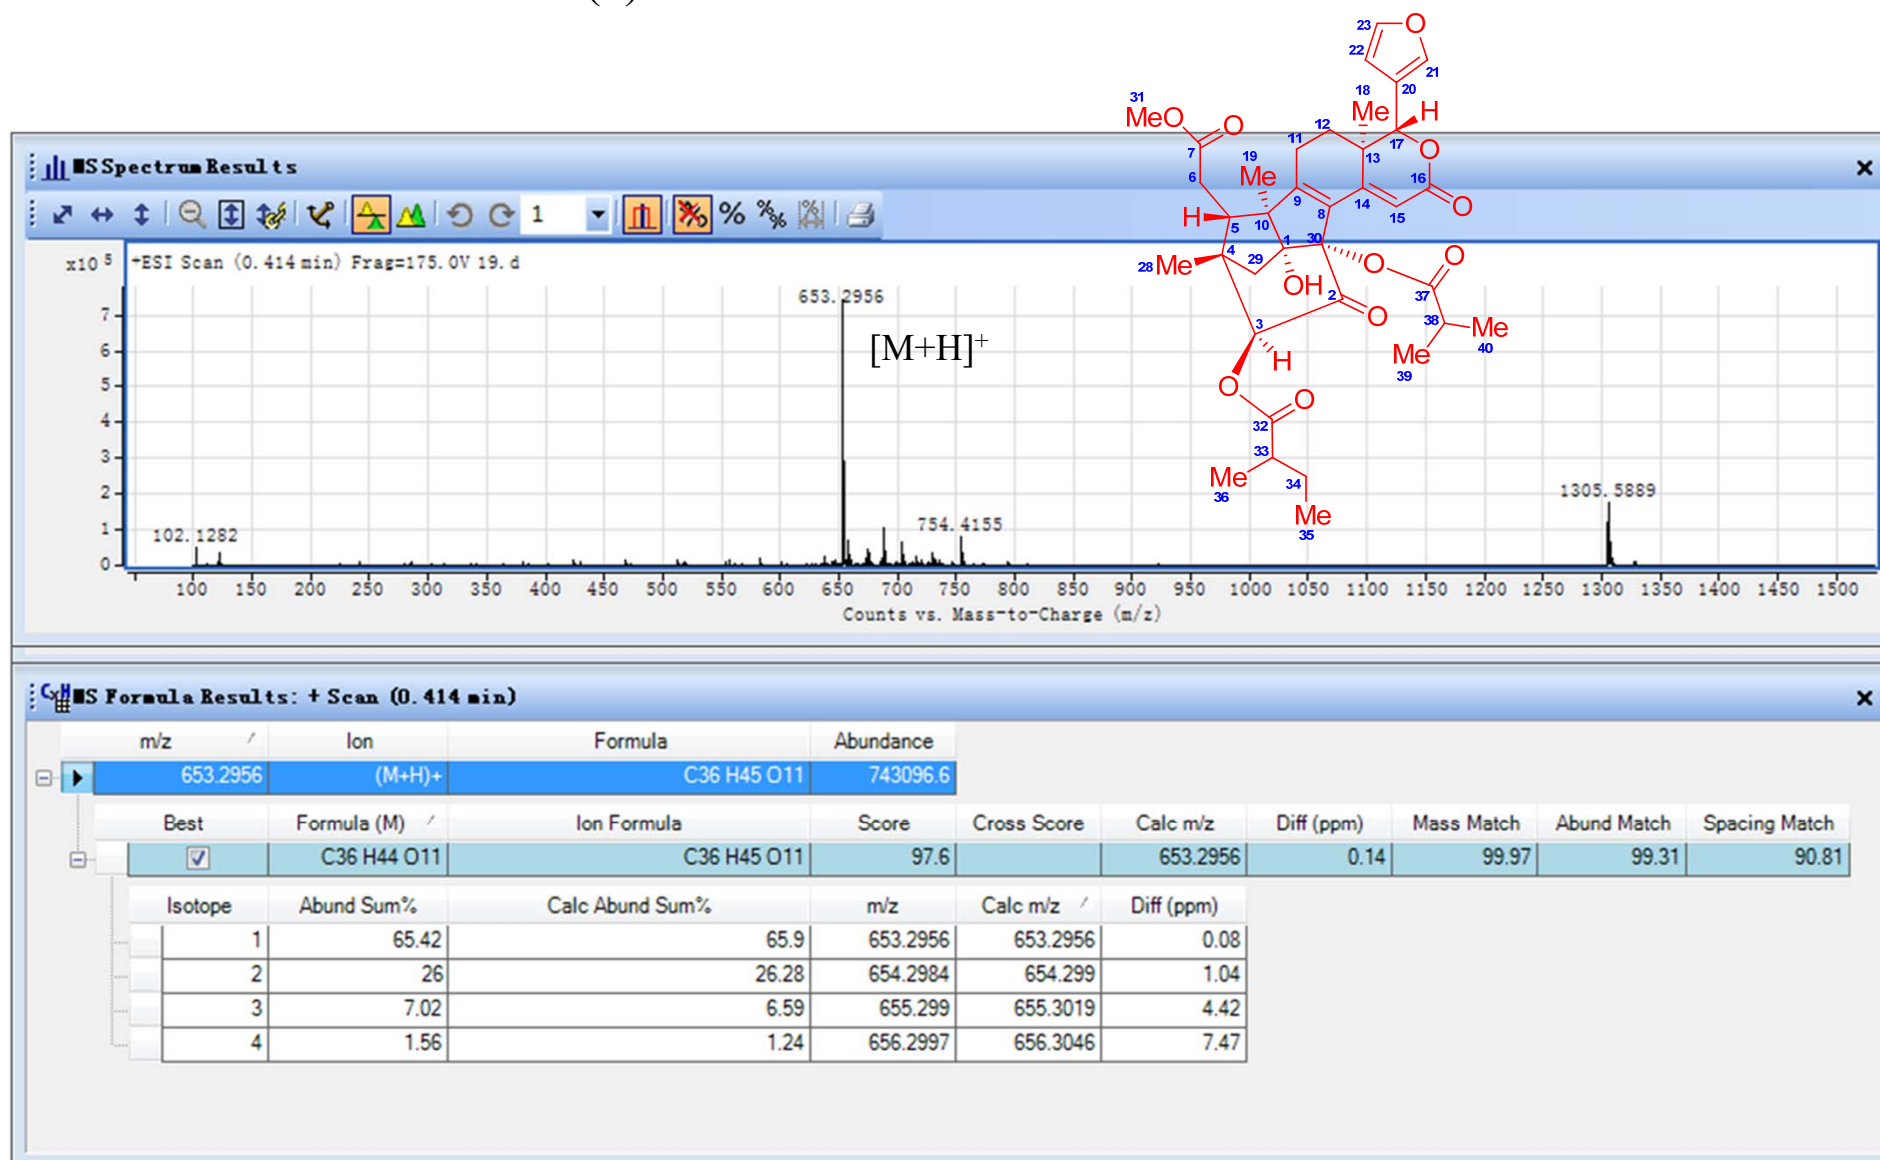 MS Spectrum Results
1
x10 5
+ESI Scan (0.414 min) Frag=175.0V 19.d
653.2956
[M+H]+
102.1282
754.4155
1305.5889
7
6
5
4
3
2
1
0
100 150 200 250 300 350 400 450 500 550 600 650 700 750 800 850 900 950 1000 1050 1100 1150 1200 1250 1300 1350 1400 1450 1500
Counts vs. Mass-to-Charge (m/z)
23 O
22 21
20
18 Me H
31 MeO O
12 11 17 O
7 19 Me 13 16
6 9 8 14 15 O
H 5 10 1 30
4 29 O O
28 Me OH 2 37
O 38 Me
3 H Me 40
39
O O
32
33
Me 34
36 Me
35
MS Formula Results: + Scan (0.414 min)
m/z Ion Formula Abundance
653.2956 (M+H)+ C36 H45 O11 743096.6
Best Formula (M) Ion Formula Score Cross Score Calc m/z Diff (ppm) Mass Match Abund Match Spacing Match
C36 H44 O11 C36 H45 O11 97.6 653.2956 0.14 99.97 99.31 90.81
Isotope Abund Sum% Calc Abund Sum% m/z Calc m/z Diff (ppm)
1 65.42 65.9 653.2956 653.2956 0.08
2 26 26.28 654.2984 654.299 1.04
3 7.02 6.59 655.299 655.3019 4.42
4 1.56 1.24 656.2997 656.3046 7.47